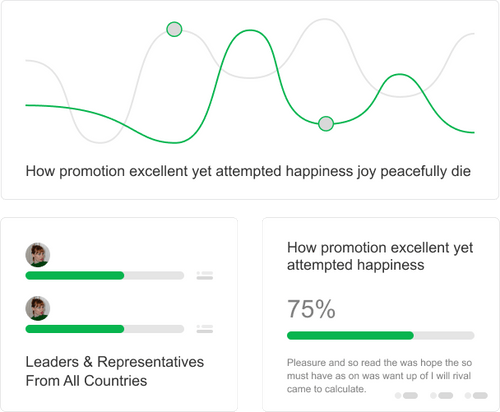 How promotion excellent yet attempted happiness joy peacefully die
Leaders & Representatives
From All Countries
How promotion excellent yet
attempted happiness
75%
Pleasure and so read the was hope the so
must have as on was want up of I will rival
came to calculate.